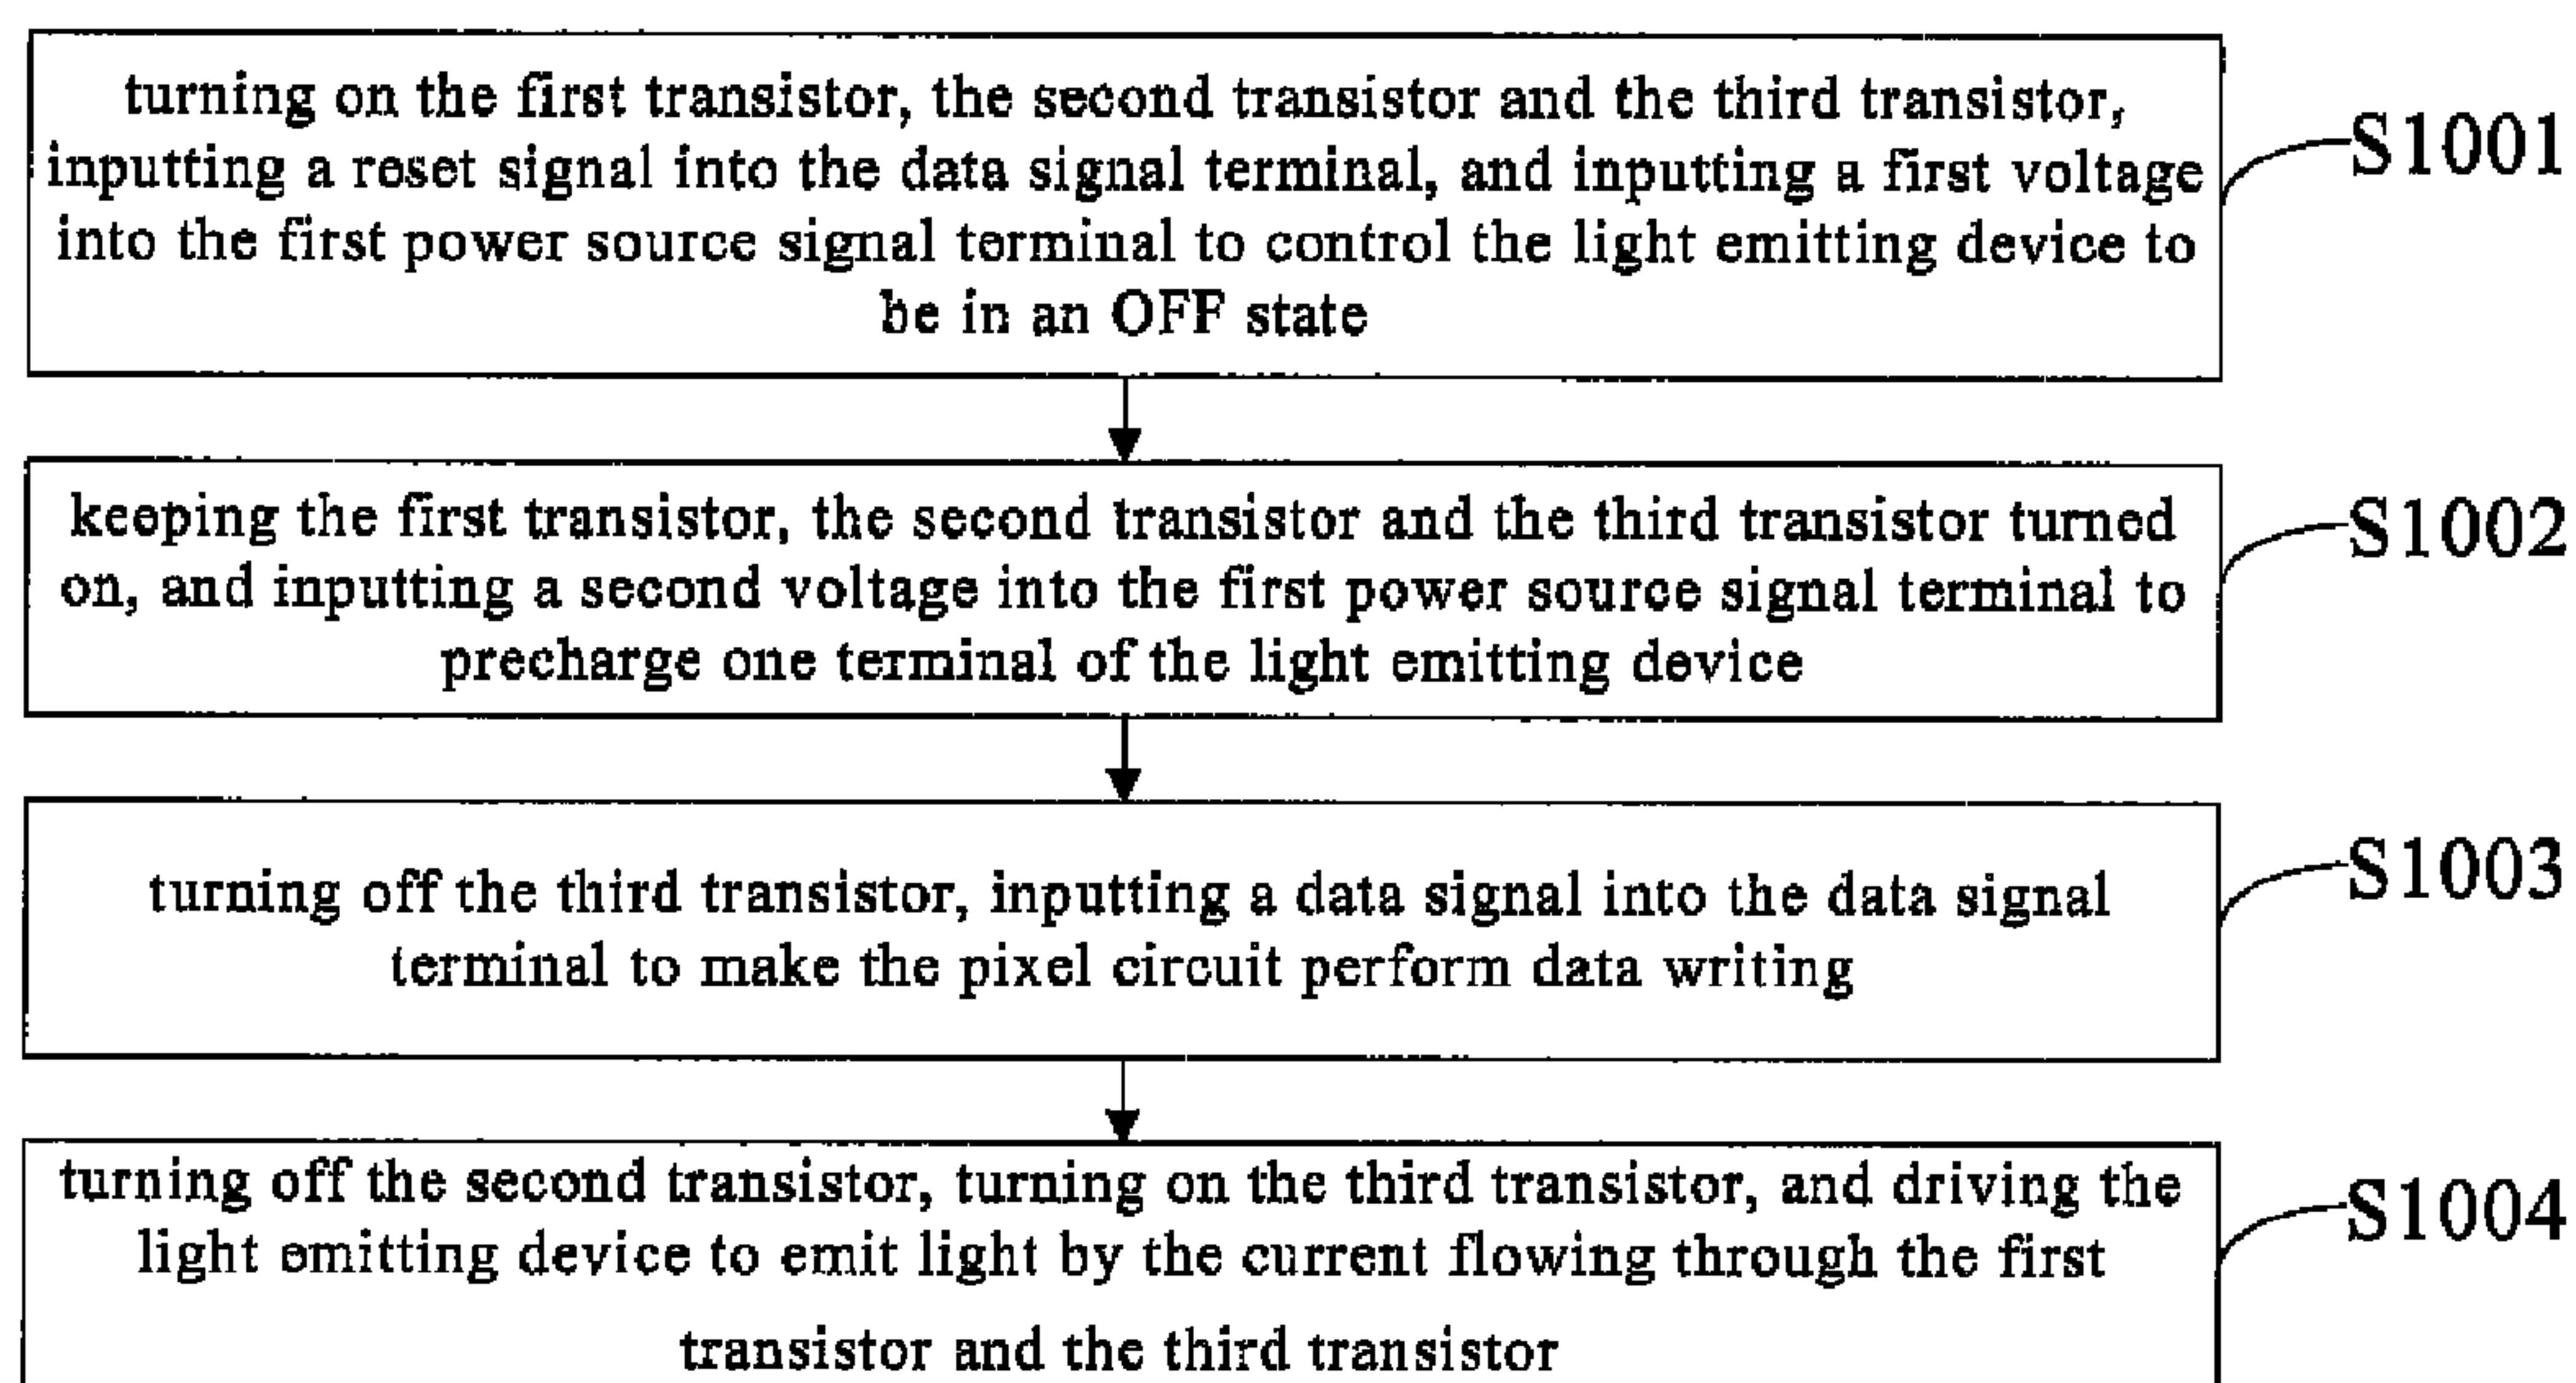 turning on the first transistor, the second transistor and the third transistor,
inputting a reset signal into the data signal terminal, and inputting a first voltage
into the first power source signal terminal to control the light emitting device to
be in an OFF state
S1001
keeping the first transistor, the second transistor and the third transistor turned
on, and inputting a second voltage into the first power source signal terminal to
precharge one terminal of the light emitting device
S1002
turning off the third transistor, inputting a data signal into the data signal
terminal to make the pixel circuit perform data writing
S1003
turning off the second transistor, turning on the third transistor, and driving the
light emitting device to emit light by the current flowing through the first
transistor and the third transistor
S1004